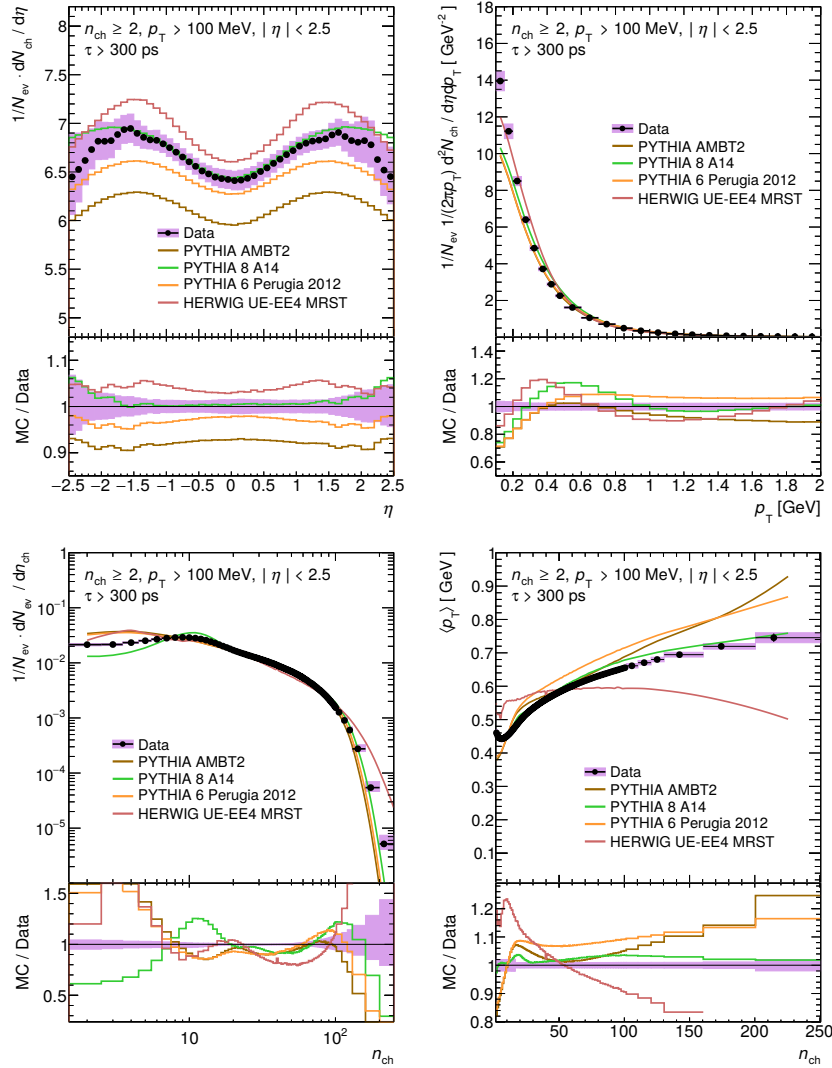 n_ch ≥ 2, p_T > 100 MeV, | η | < 2.5
τ > 300 ps
1/N_ev · dN_ch / dη
8
7.5
7
6.5
6
5.5
5
Data
PYTHIA AMBT2
PYTHIA 8 A14
PYTHIA 6 Perugia 2012
HERWIG UE-EE4 MRST
MC / Data
1.1
1
0.9
−2.5 −2 −1.5 −1 −0.5 0 0.5 1 1.5 2 2.5
η
n_ch ≥ 2, p_T > 100 MeV, | η | < 2.5
τ > 300 ps
1/N_ev 1/(2πp_T) d²N_ch / dηdp_T [ GeV⁻² ]
18
16
14
12
10
8
6
4
2
Data
PYTHIA AMBT2
PYTHIA 8 A14
PYTHIA 6 Perugia 2012
HERWIG UE-EE4 MRST
MC / Data
1.4
1.2
1.0
0.8
0.6
0.2 0.4 0.6 0.8 1 1.2 1.4 1.6 1.8 2
p_T [GeV]
n_ch ≥ 2, p_T > 100 MeV, | η | < 2.5
τ > 300 ps
1/N_ev · dN_ev / dn_ch
1
10⁻¹
10⁻²
10⁻³
10⁻⁴
10⁻⁵
Data
PYTHIA AMBT2
PYTHIA 8 A14
PYTHIA 6 Perugia 2012
HERWIG UE-EE4 MRST
MC / Data
1.5
1
0.5
10 10²
n_ch
n_ch ≥ 2, p_T > 100 MeV, | η | < 2.5
τ > 300 ps
⟨p_T⟩ [ GeV ]
1
0.9
0.8
0.7
0.6
0.5
0.4
0.3
0.2
0.1
0
Data
PYTHIA AMBT2
PYTHIA 8 A14
PYTHIA 6 Perugia 2012
HERWIG UE-EE4 MRST
MC / Data
1.2
1.1
1.0
0.9
0.8
50 100 150 200 250
n_ch